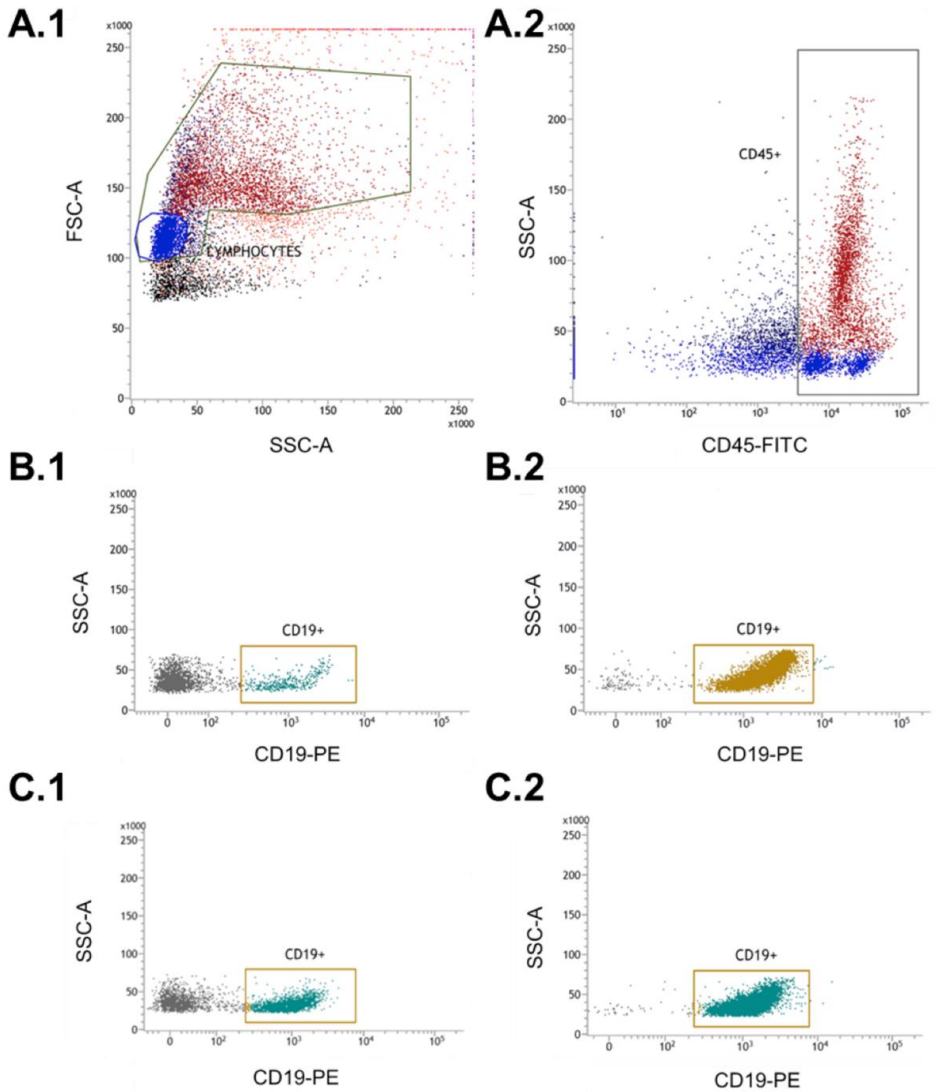 A.1
x1000
250
200
150
100
50
0
FSC-A
LYMPHOCYTES
0
50
100
150
200
250
x1000
SSC-A
A.2
x1000
250
200
150
100
50
0
SSC-A
CD45+
10¹
10²
10³
10⁴
10⁵
CD45-FITC
B.1
x1000
250
200
150
100
50
0
SSC-A
CD19+
0
10²
10³
10⁴
10⁵
CD19-PE
B.2
x1000
250
200
150
100
50
0
SSC-A
CD19+
0
10²
10³
10⁴
10⁵
CD19-PE
C.1
x1000
250
200
150
100
50
0
SSC-A
CD19+
0
10²
10³
10⁴
10⁵
CD19-PE
C.2
x1000
250
200
150
100
50
0
SSC-A
CD19+
0
10²
10³
10⁴
10⁵
CD19-PE